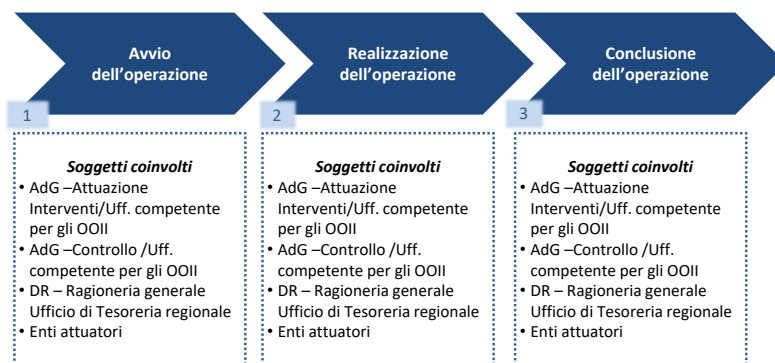 Avvio
dell'operazione
1
Soggetti coinvolti
• AdG –Attuazione
Interventi/Uff. competente
per gli OOII
• AdG –Controllo /Uff.
competente per gli OOII
• DR – Ragioneria generale
Ufficio di Tesoreria regionale
• Enti attuatori
Realizzazione
dell'operazione
2
Soggetti coinvolti
• AdG –Attuazione
Interventi/Uff. competente
per gli OOII
• AdG –Controllo /Uff.
competente per gli OOII
• DR – Ragioneria generale
Ufficio di Tesoreria regionale
• Enti attuatori
Conclusione
dell'operazione
3
Soggetti coinvolti
• AdG –Attuazione
Interventi/Uff. competente
per gli OOII
• AdG –Controllo /Uff.
competente per gli OOII
• DR – Ragioneria generale
Ufficio di Tesoreria regionale
• Enti attuatori